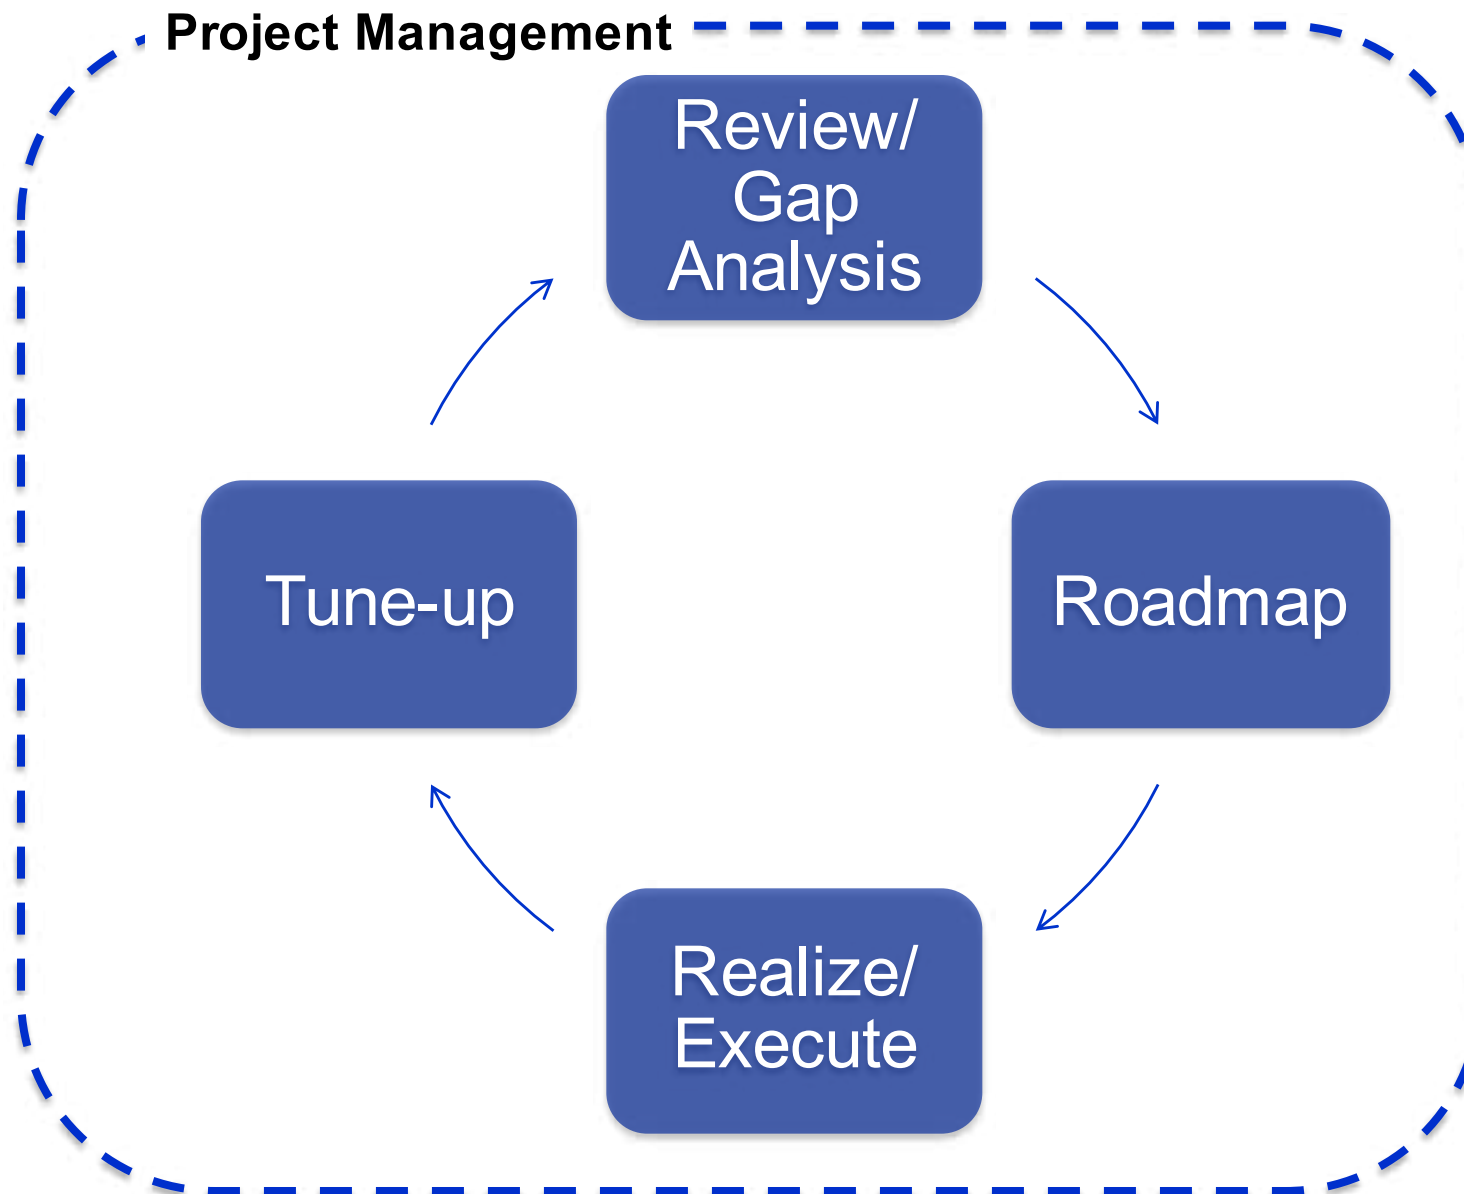 Project Management
Review/
Gap
Analysis
Tune-up
Roadmap
Realize/
Execute